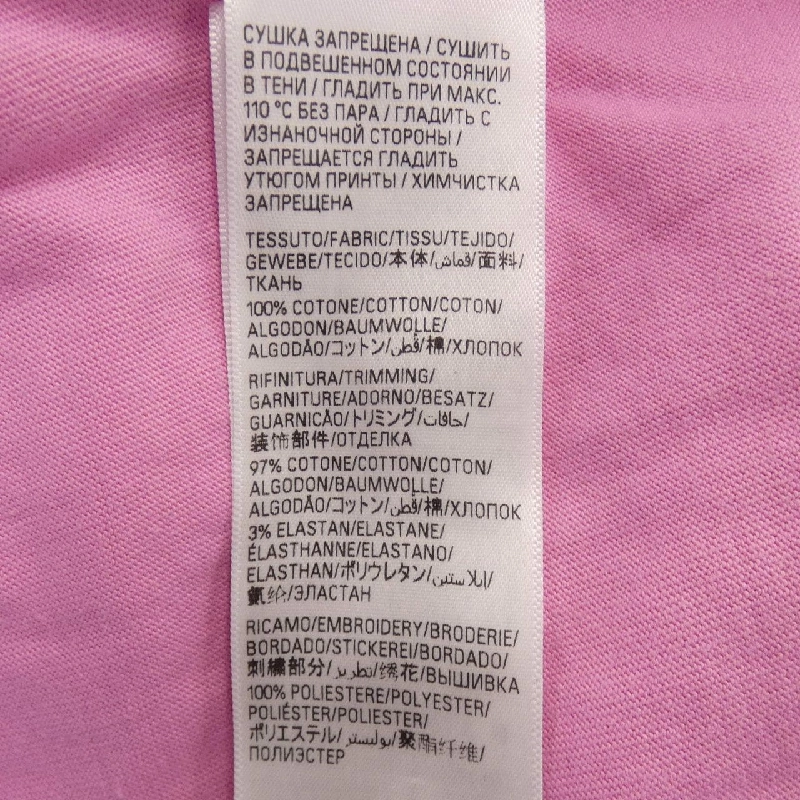 СУШКА ЗАПРЕЩЕНА / СУШИТЬ
В ПОДВЕШЕННОМ СОСТОЯНИИ
В ТЕНИ / ГЛАДИТЬ ПРИ МАКС.
110 °C БЕЗ ПАРА / ГЛАДИТЬ С
ИЗНАНОЧНОЙ СТОРОНЫ /
ЗАПРЕЩАЕТСЯ ГЛАДИТЬ
УТЮГОМ ПРИНТЫ / ХИМЧИСТКА
ЗАПРЕЩЕНА
TESSUTO/FABRIC/TISSU/TEJIDO/
GEWEBE/TECIDO/本体/قماش/面料/
ТКАНЬ
100% COTONE/COTTON/COTON/
ALGODON/BAUMWOLLE/
ALGODÃO/コットン/قُطن/棉/ХЛОПОК
RIFINITURA/TRIMMING/
GARNITURE/ADORNO/BESATZ/
GUARNICÃO/トリミング/حافات/
装饰部件/ОТДЕЛКА
97% COTONE/COTTON/COTON/
ALGODON/BAUMWOLLE/
ALGODÃO/コットン/قُطن/棉/ХЛОПОК
3% ELASTAN/ELASTANE/
ÉLASTHANNE/ELASTANO/
ELASTHAN/ポリウレタン/إيلاستين/
氨纶/ЭЛАСТАН
RICAMO/EMBROIDERY/BRODERIE/
BORDADO/STICKEREI/BORDADO/
刺繍部分/تطريز/绣花/ВЫШИВКА
100% POLIESTERE/POLYESTER/
POLIÉSTER/POLIESTER/
ポリエステル/بوليستر/聚酯纤维/
ПОЛИЭСТЕР